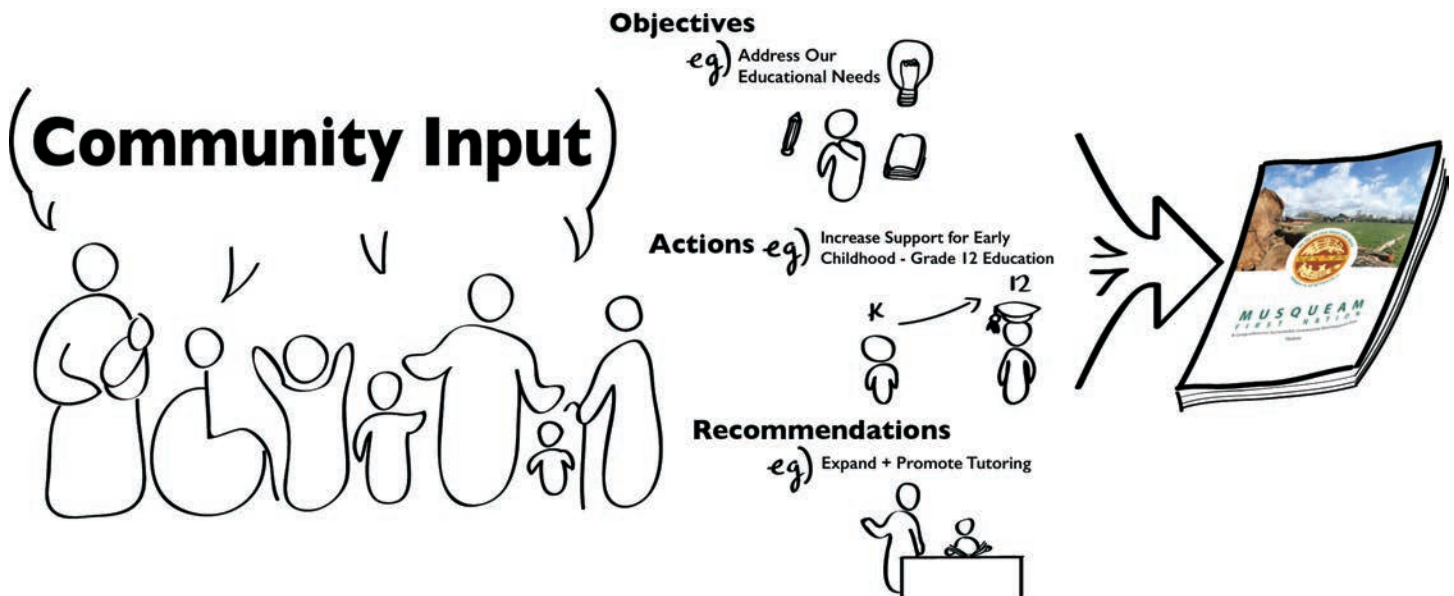 Community Input
Objectives
eg) Address Our
Educational Needs
Actions eg) Increase Support for Early
Childhood - Grade 12 Education
K
12
Recommendations
eg) Expand + Promote Tutoring
MUSQUEAM
FIRST NATION